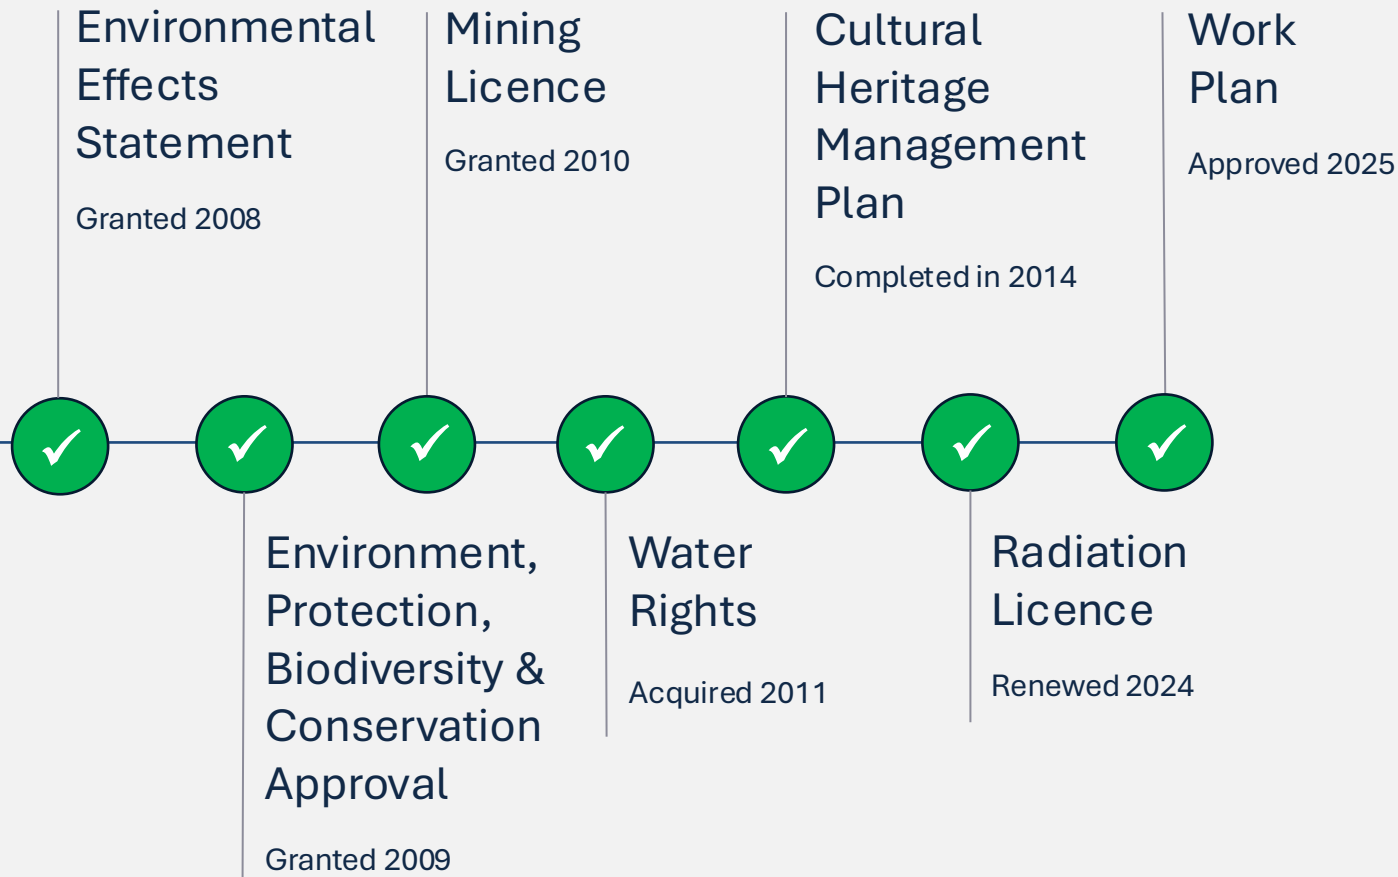 Environmental
Effects
Statement
Granted 2008
Mining
Licence
Granted 2010
Cultural
Heritage
Management
Plan
Completed in 2014
Work
Plan
Approved 2025
Environment,
Protection,
Biodiversity &
Conservation
Approval
Granted 2009
Water
Rights
Acquired 2011
Radiation
Licence
Renewed 2024